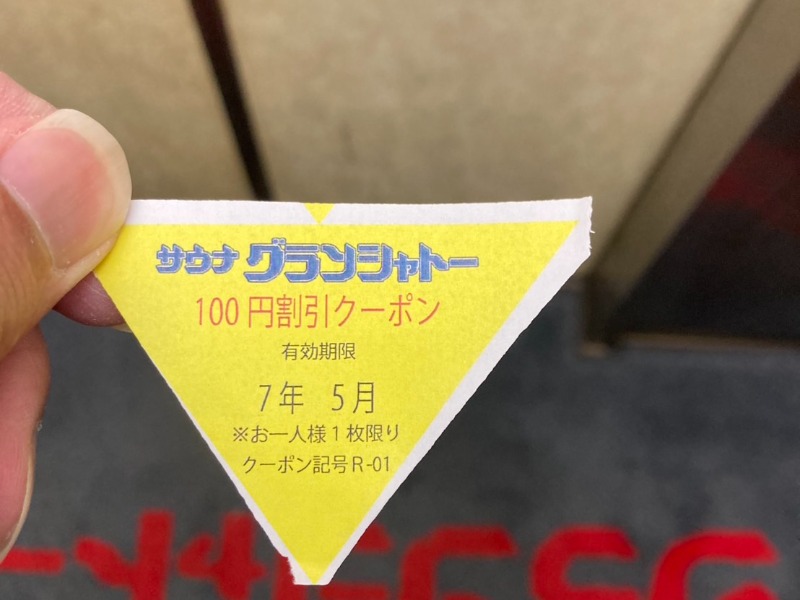 サウナ グランシャトー
100円割引クーポン
有効期限
7年 5月
※お一人様1枚限り
クーポン記号R-01